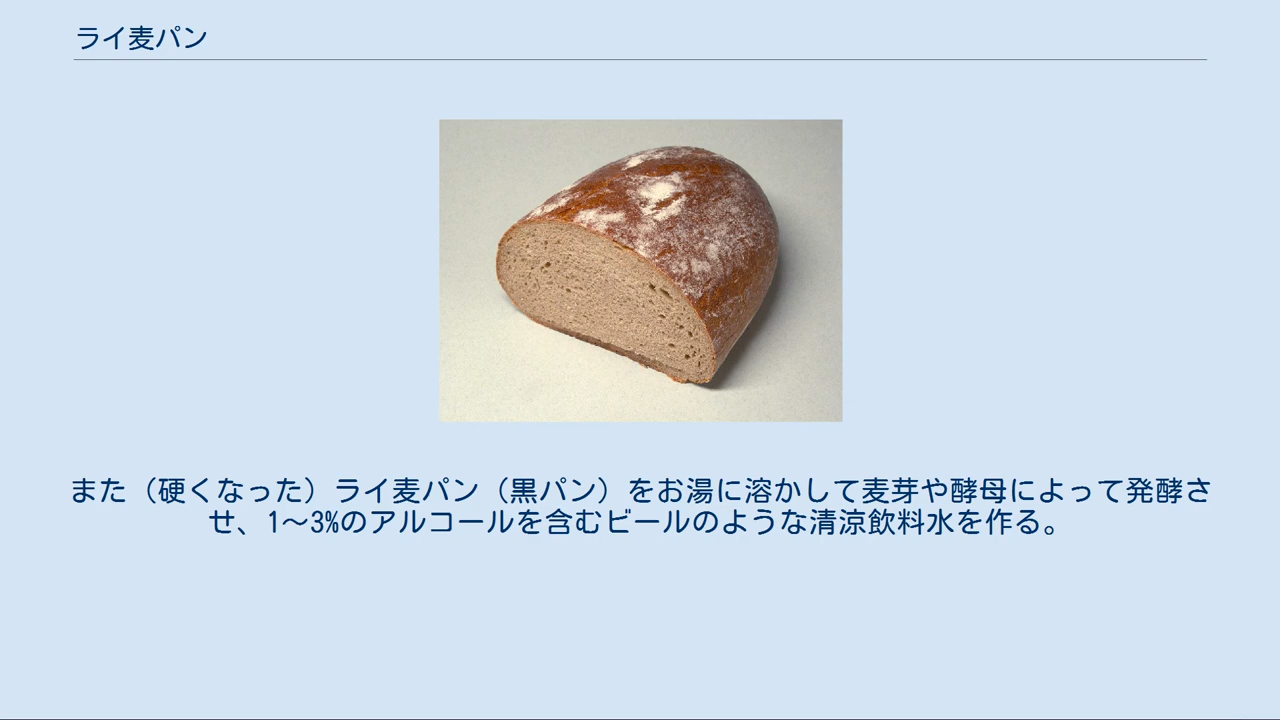 ライ麦パン
また（硬くなった）ライ麦パン（黒パン）をお湯に溶かして麦芽や酵母によって発酵さ
せ、1～3%のアルコールを含むビールのような清涼飲料水を作る。